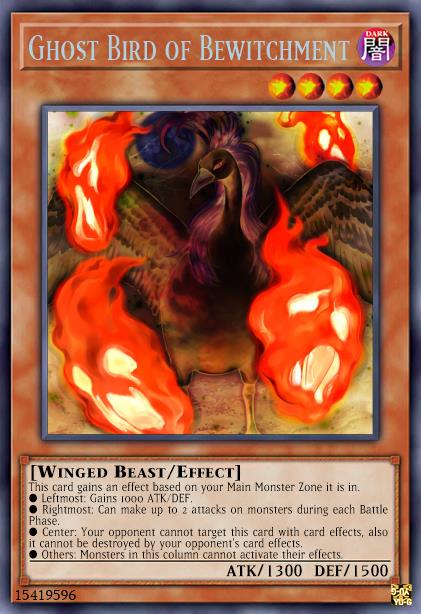 GHOST BIRD OF BEWITCHMENT
DARK
闇
[WINGED BEAST/EFFECT]
This card gains an effect based on your Main Monster Zone it is in.
● Leftmost: Gains 1000 ATK/DEF.
● Rightmost: Can make up to 2 attacks on monsters during each Battle
Phase.
● Center: Your opponent cannot target this card with card effects, also
it cannot be destroyed by your opponent's card effects.
● Others: Monsters in this column cannot activate their effects.
ATK/1300 DEF/1500
15419596